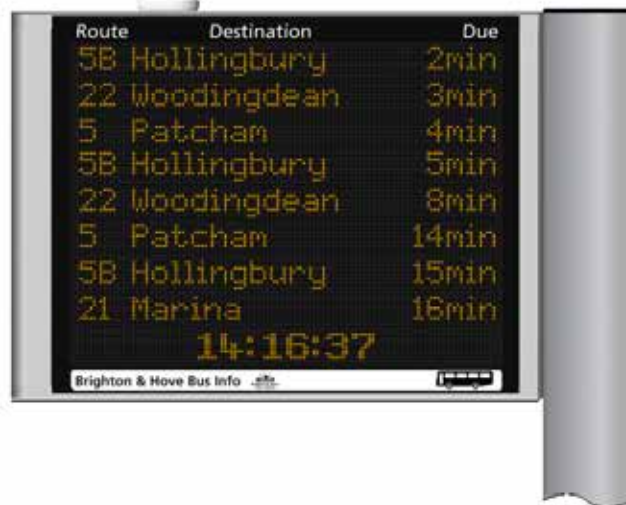 Route Destination Due
5B Hollingbury 2min
22 Woodingdean 3min
5 Patcham 4min
5B Hollingbury 5min
22 Woodingdean 8min
5 Patcham 14min
5B Hollingbury 15min
21 Marina 16min
14:16:37
Brighton & Hove Bus Info